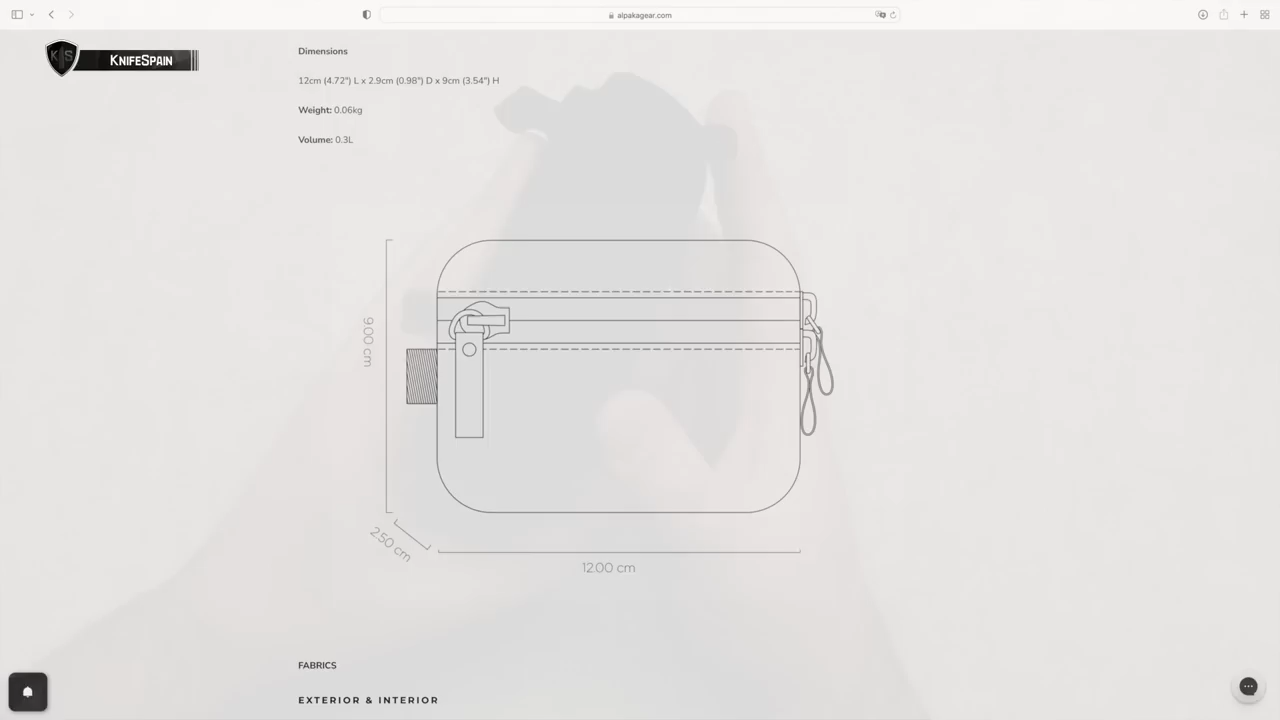 alpakagear.com
KS
KNIFESPAIN
Dimensions
12cm (4.72") L x 2.9cm (0.98") D x 9cm (3.54") H
Weight: 0.06kg
Volume: 0.3L
9.00 cm
2.50 cm
12.00 cm
FABRICS
EXTERIOR & INTERIOR